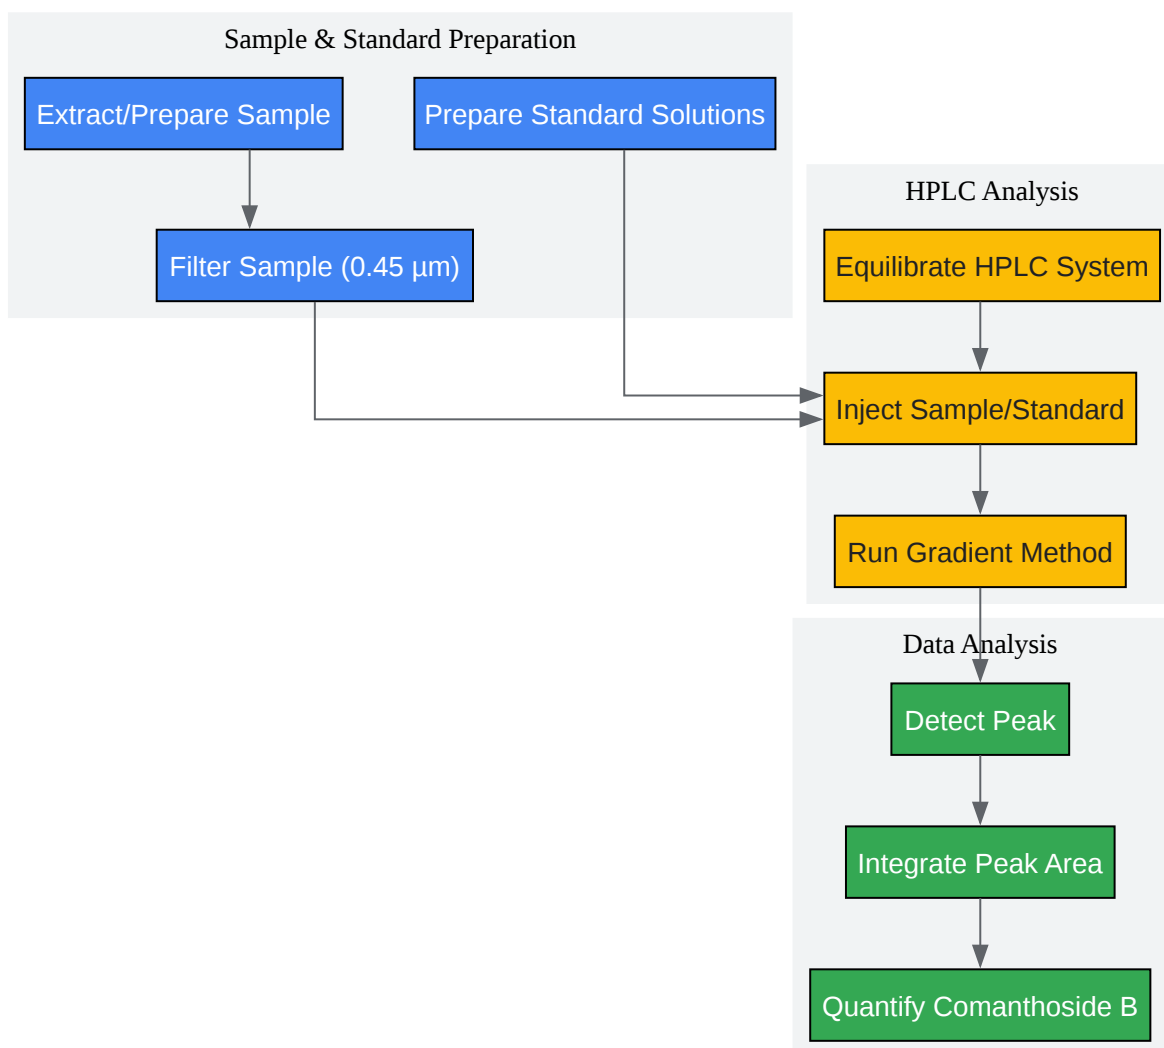 Sample & Standard Preparation
Extract/Prepare Sample
Prepare Standard Solutions
Filter Sample (0.45 µm)
HPLC Analysis
Equilibrate HPLC System
Inject Sample/Standard
Run Gradient Method
Data Analysis
Detect Peak
Integrate Peak Area
Quantify Comanthoside B